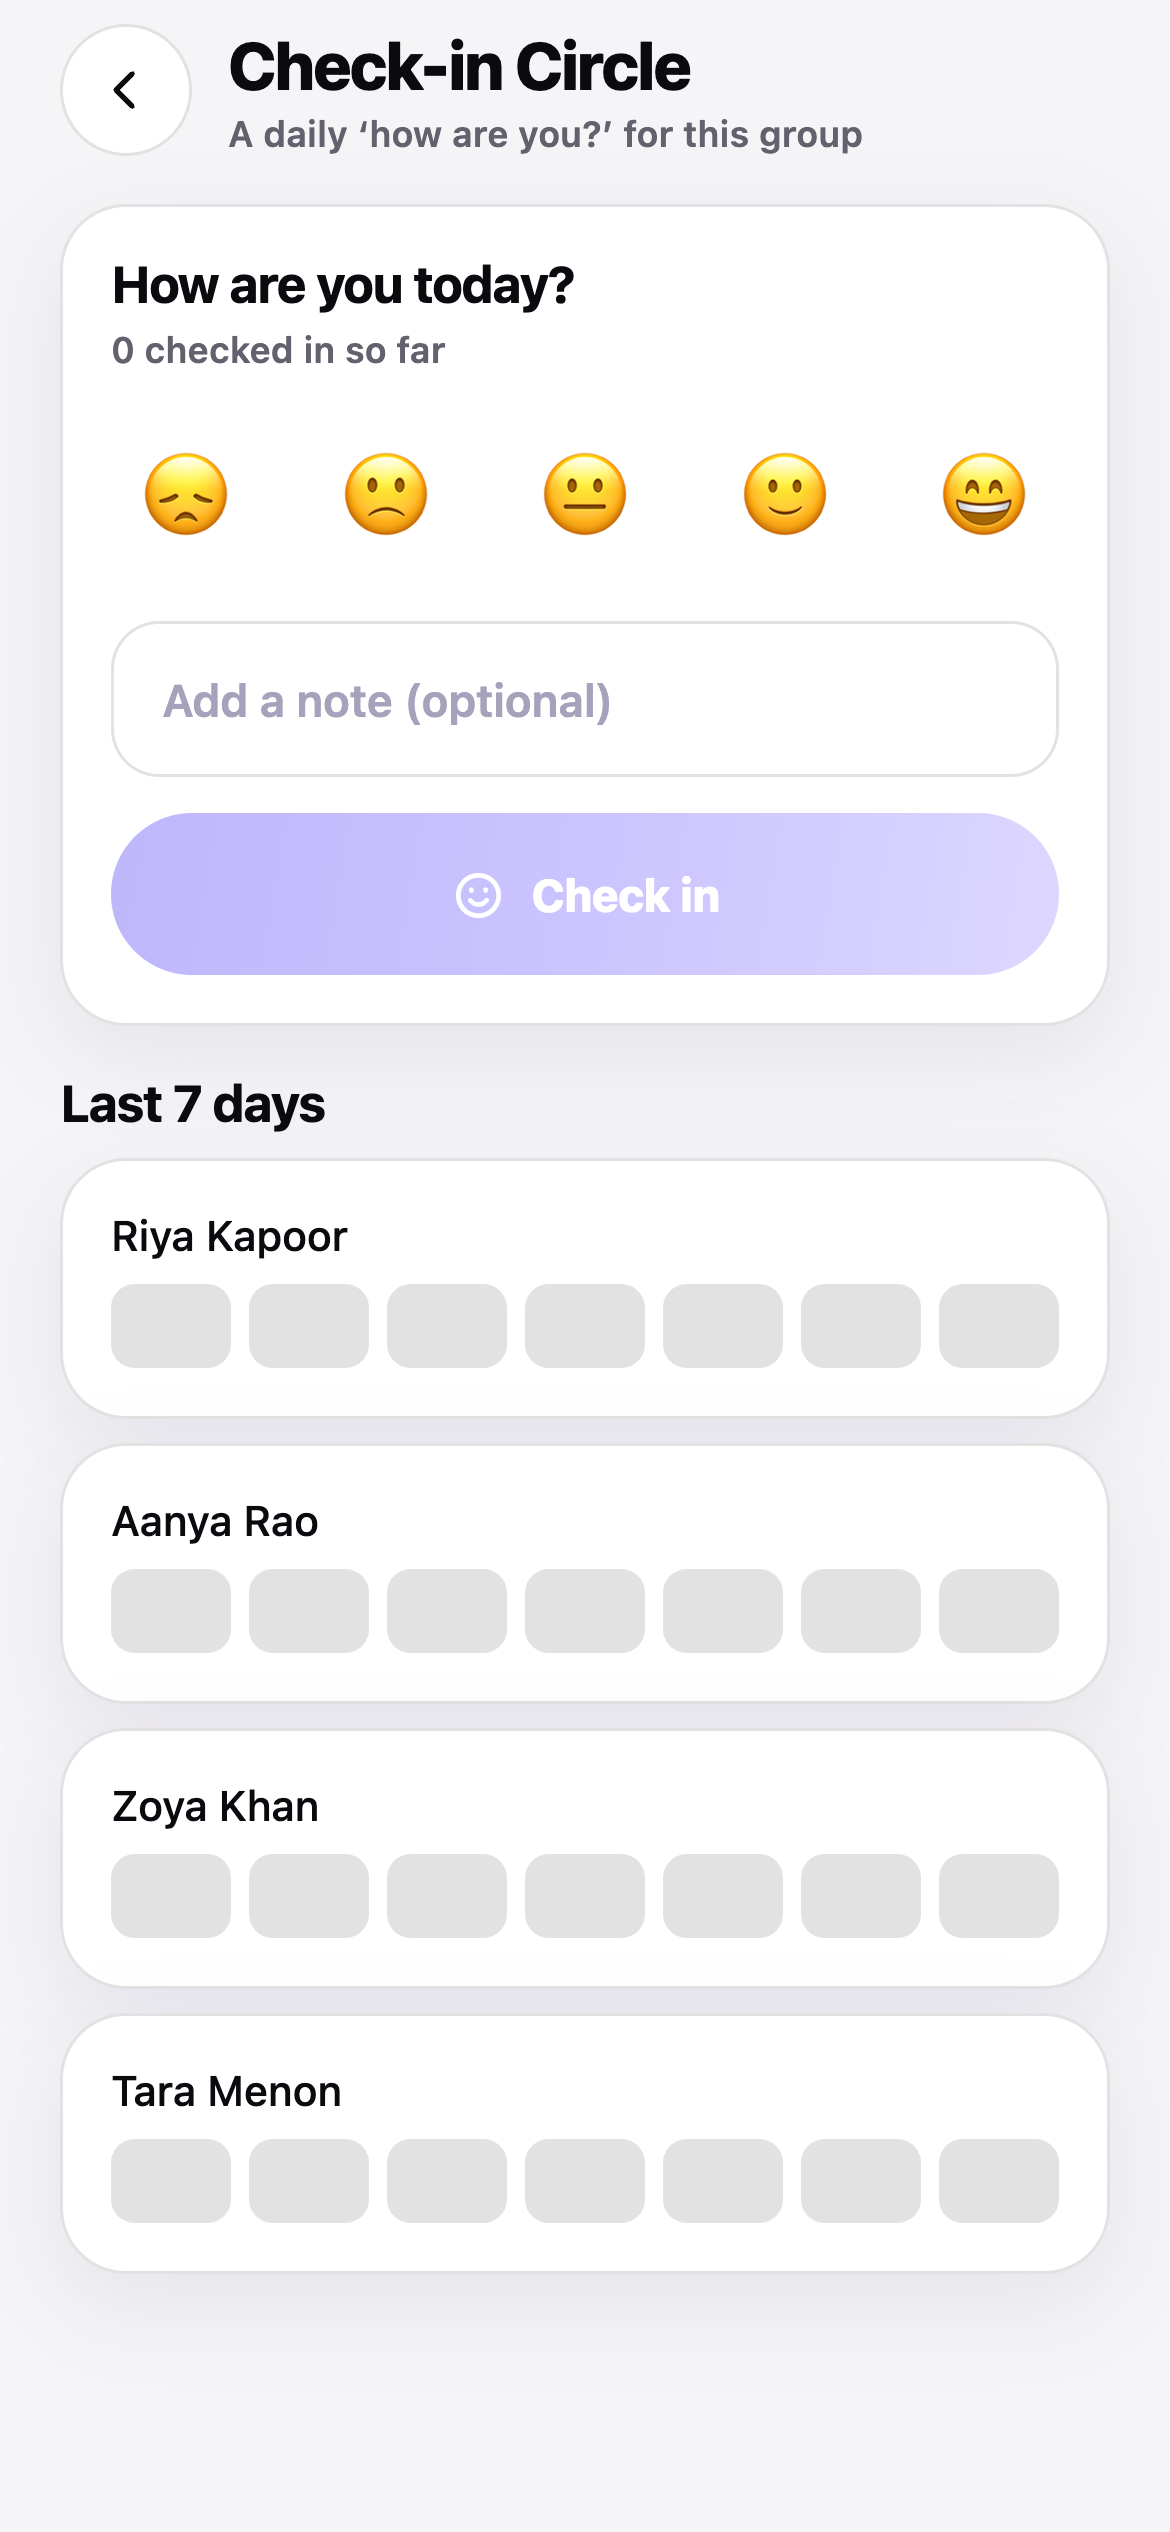 Check-in Circle
A daily ‘how are you?’ for this group
How are you today?
0 checked in so far
Add a note (optional)
Check in
Last 7 days
Riya Kapoor
Aanya Rao
Zoya Khan
Tara Menon